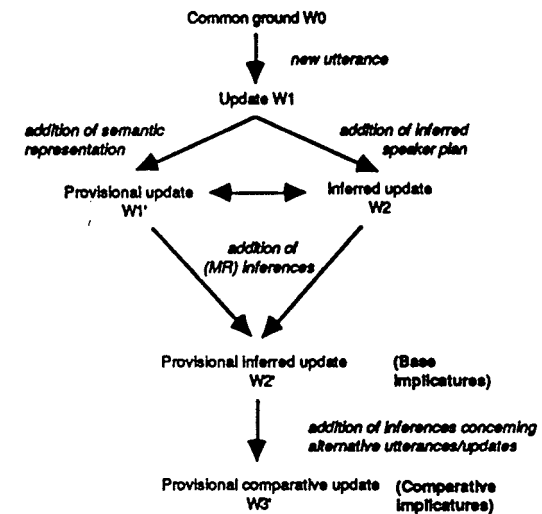 Common ground W0
new utterance
Update W1
addition of semantic
representation
addition of inferred
speaker plan
Provisional update
W1'
Inferred update
W2
addition of
(MR) inferences
Provisional inferred update
W2'
(Base
implicatures)
addition of inferences concerning
alternative utterances/updates
Provisional comparative update
W3'
(Comparative
implicatures)